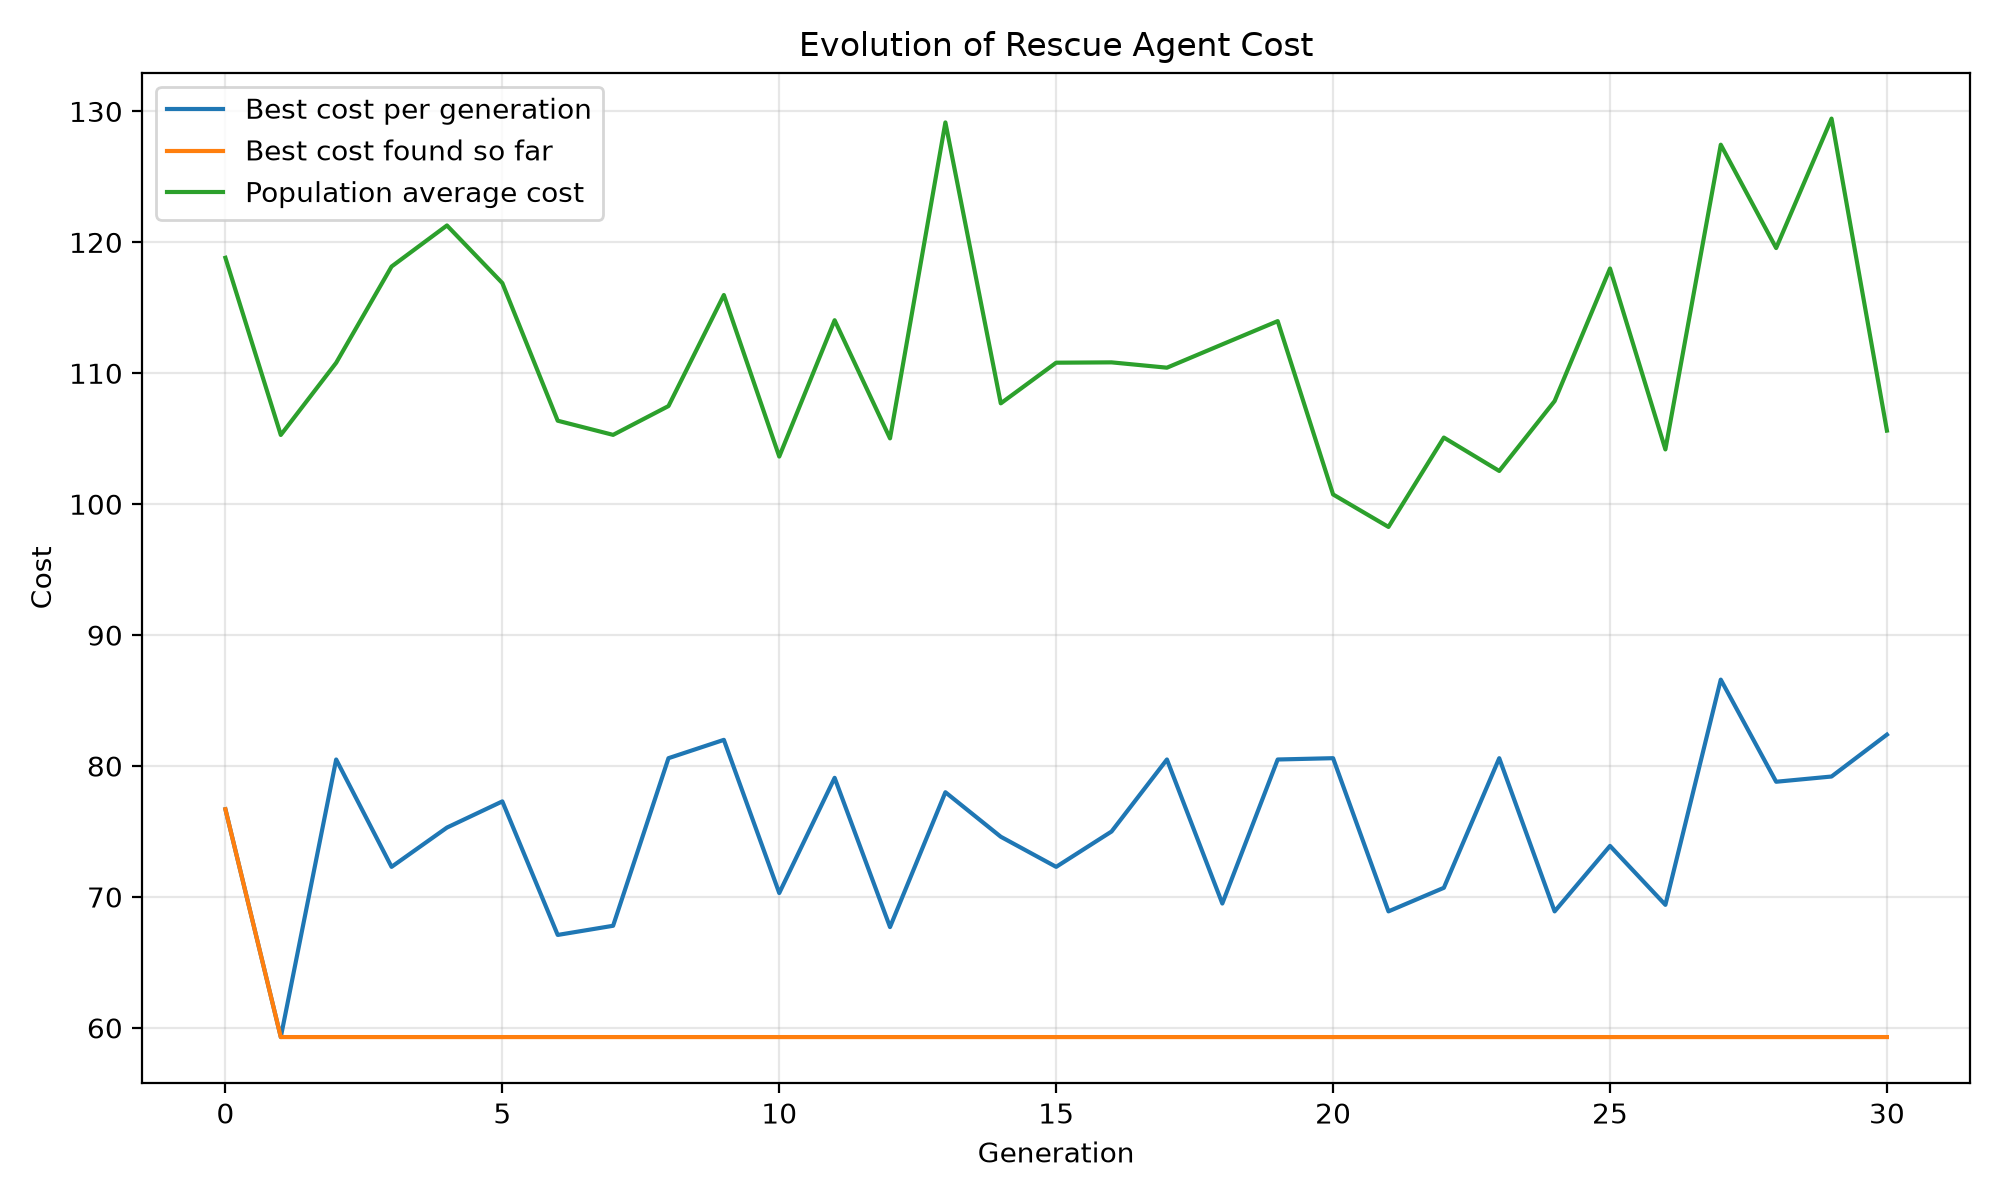 Evolution of Rescue Agent Cost
Best cost per generation
Best cost found so far
Population average cost
130
120
110
100
90
80
70
60
Cost
0 5 10 15 20 25 30
Generation